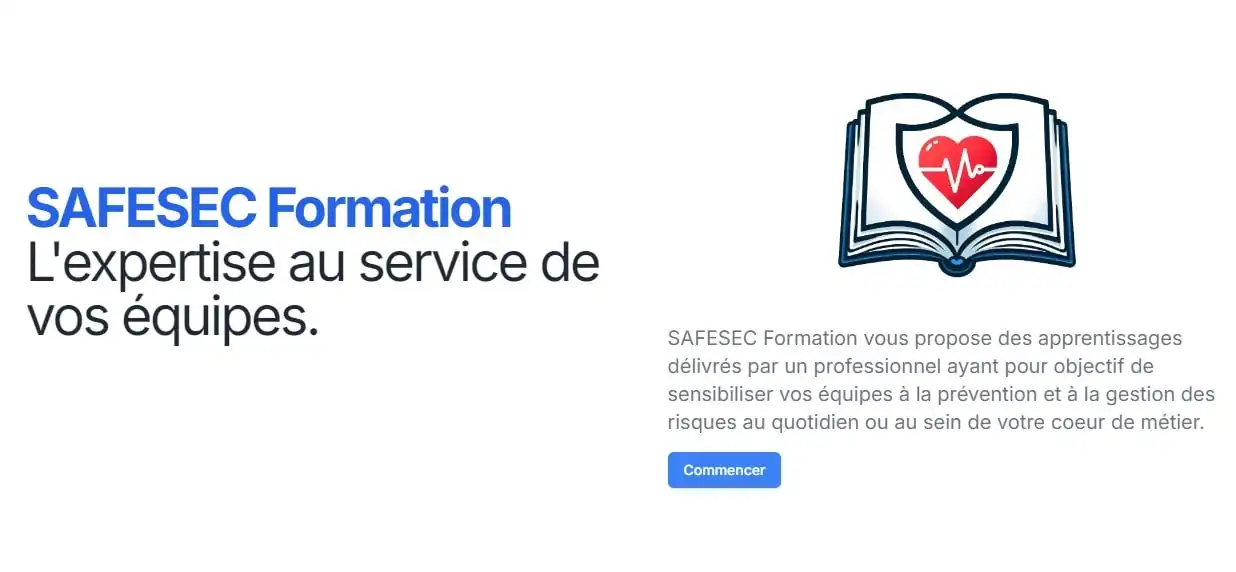 SAFESEC Formation
L'expertise au service de
vos équipes.
SAFESEC Formation vous propose des apprentissages
délivrés par un professionnel ayant pour objectif de
sensibiliser vos équipes à la prévention et à la gestion des
risques au quotidien ou au sein de votre coeur de métier.
Commencer